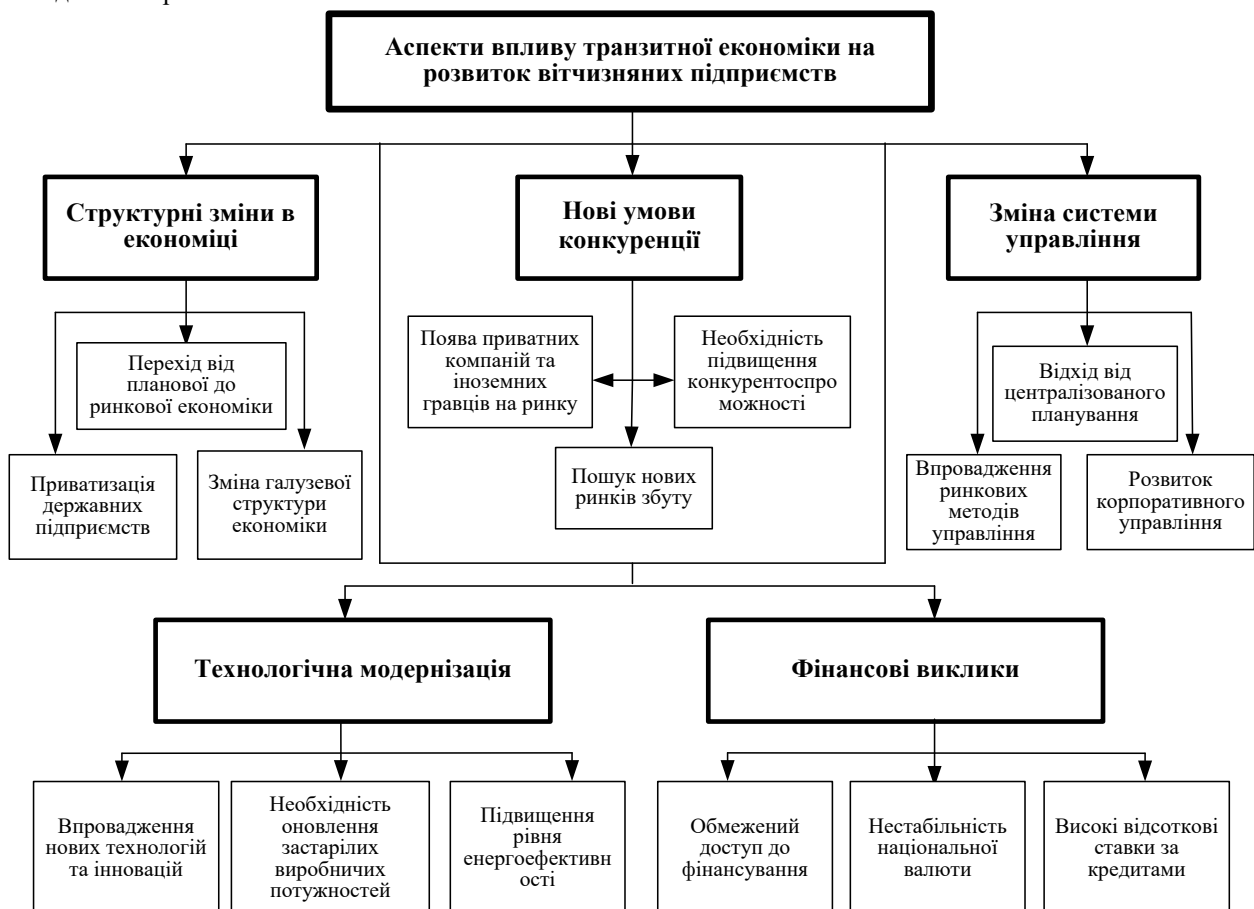 Аспекти впливу транзитної економіки на
розвиток вітчизняних підприємств
Структурні зміни в
економіці
Нові умови
конкуренції
Зміна системи
управління
Перехід від
планової до
ринкової економіки
Приватизація
державних
підприємств
Зміна галузевої
структури
економіки
Поява приватних
компаній та
іноземних
гравців на ринку
Необхідність
підвищення
конкурентоспро
можності
Пошук нових
ринків збуту
Відхід від
централізованого
планування
Впровадження
ринкових
методів
управління
Розвиток
корпоративного
управління
Технологічна модернізація
Фінансові виклики
Впровадження
нових технологій
та інновацій
Необхідність
оновлення
застарілих
виробничих
потужностей
Підвищення
рівня
енергоефективн
ості
Обмежений
доступ до
фінансування
Нестабільність
національної
валюти
Високі відсоткові
ставки за
кредитами